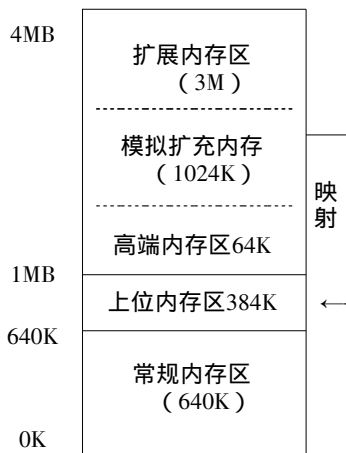 4MB
扩展内存区
（3M）
模拟扩充内存
（1024K）
映
射
高端内存区64K
1MB
上位内存区384K
640K
常规内存区
（640K）
0K